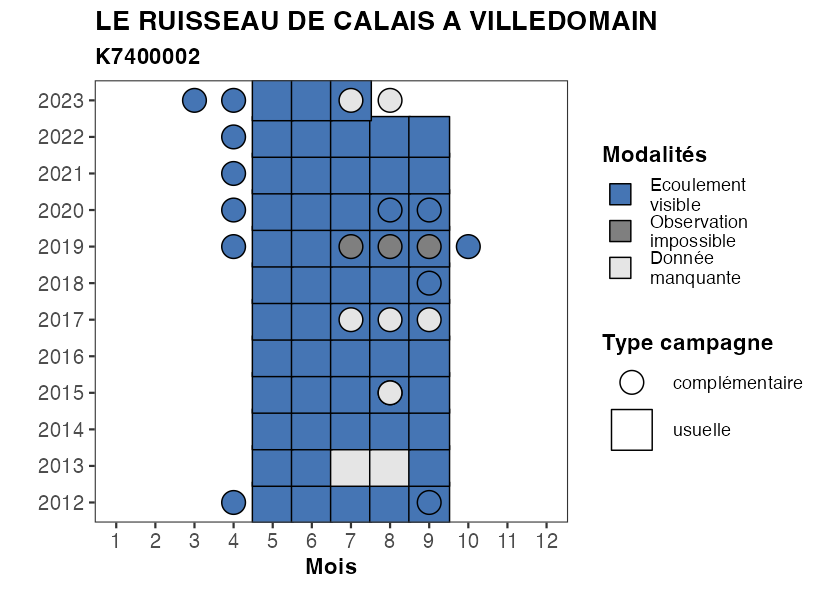 LE RUISSEAU DE CALAIS A VILLEDOMAIN
K7400002
2023
2022
2021
2020
2019
2018
2017
2016
2015
2014
2013
2012
1 2 3 4 5 6 7 8 9 10 11 12
Mois
Modalités
Ecoulement
visible
Observation
impossible
Donnée
manquante
Type campagne
complémentaire
usuelle